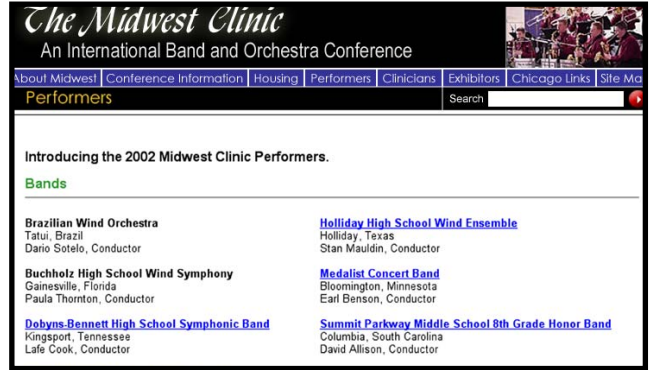 The Midwest Clinic
An International Band and Orchestra Conference
About Midwest Conference Information Housing Performers Clinicians Exhibitors Chicago Links Site Ma
Performers
Search
Introducing the 2002 Midwest Clinic Performers.
Bands
Brazilian Wind Orchestra
Tatui, Brazil
Dario Sotelo, Conductor
Buchholz High School Wind Symphony
Gainesville, Florida
Paula Thornton, Conductor
Dobyns-Bennett High School Symphonic Band
Kingsport, Tennessee
Lafe Cook, Conductor
Holliday High School Wind Ensemble
Holliday, Texas
Stan Mauldin, Conductor
Medalist Concert Band
Bloomington, Minnesota
Earl Benson, Conductor
Summit Parkway Middle School 8th Grade Honor Band
Columbia, South Carolina
David Allison, Conductor